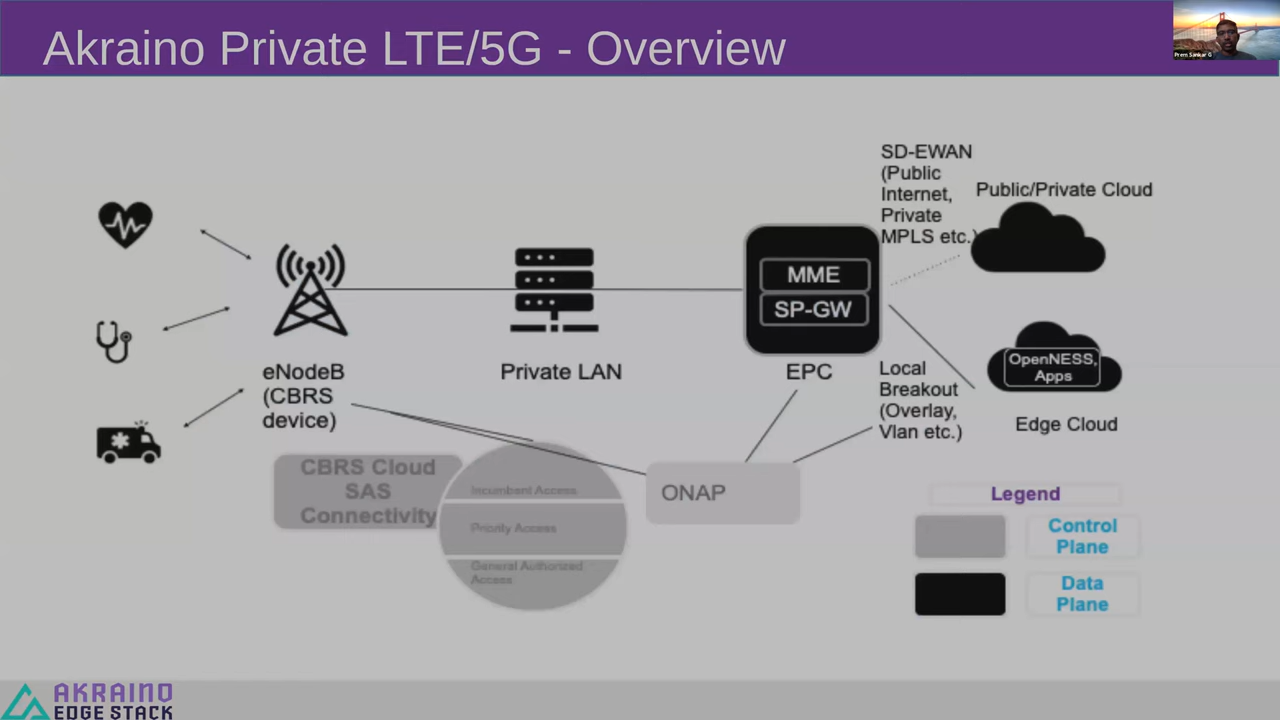 Akraino Private LTE/5G - Overview
Prem Sankar G
SD-EWAN
(Public
Internet,
Private
MPLS etc.)
Public/Private Cloud
MME
SP-GW
OpenNESS,
Apps
eNodeB
(CBRS
device)
Private LAN
EPC
Local
Breakout
(Overlay,
Vlan etc.)
Edge Cloud
CBRS Cloud
SAS
Connectivity
Incumbent Access
Priority Access
General Authorized
Access
ONAP
Legend
Control
Plane
Data
Plane
AKRAINO
EDGE STACK